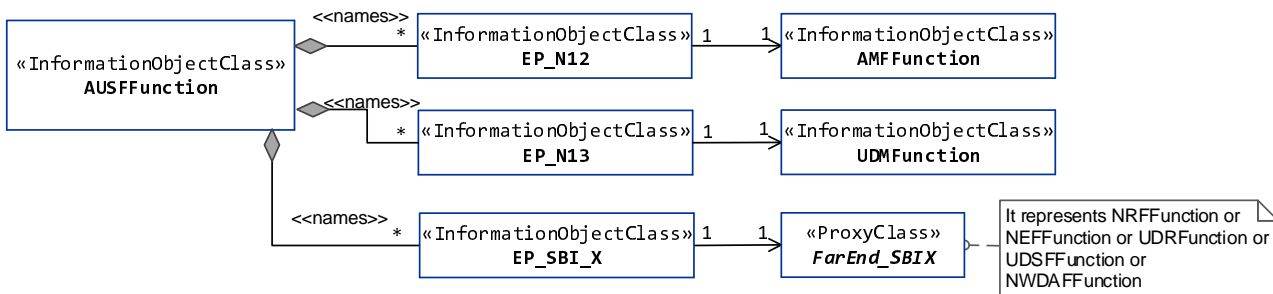 <<names>>
*
«InformationObjectClass»
AUSFFunction
«InformationObjectClass»
EP_N12
1
1
«InformationObjectClass»
AMFFunction
<<names>>
*
«InformationObjectClass»
EP_N13
1
1
«InformationObjectClass»
UDMFunction
<<names>>
*
«InformationObjectClass»
EP_SBI_X
1
1
«ProxyClass»
FarEnd_SBIX
It represents NRFFunction or
NEFFunction or UDRFunction or
UDSFFunction or
NWDAFFunction